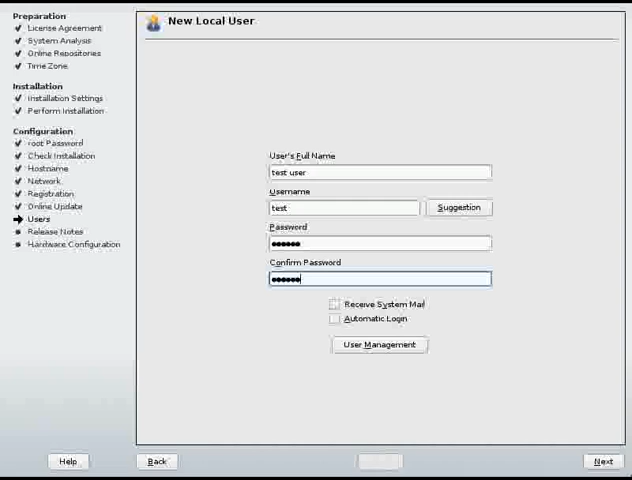 Preparation
License Agreement
System Analysis
Online Repositories
Time Zone
Installation
Installation Settings
Perform Installation
Configuration
root Password
Check Installation
Hostname
Network
Registration
Online Update
Users
Release Notes
Hardware Configuration
New Local User
User's Full Name
test user
Username
test
Suggestion
Password
Confirm Password
Receive System Mail
Automatic Login
User Management
Help
Back
Next